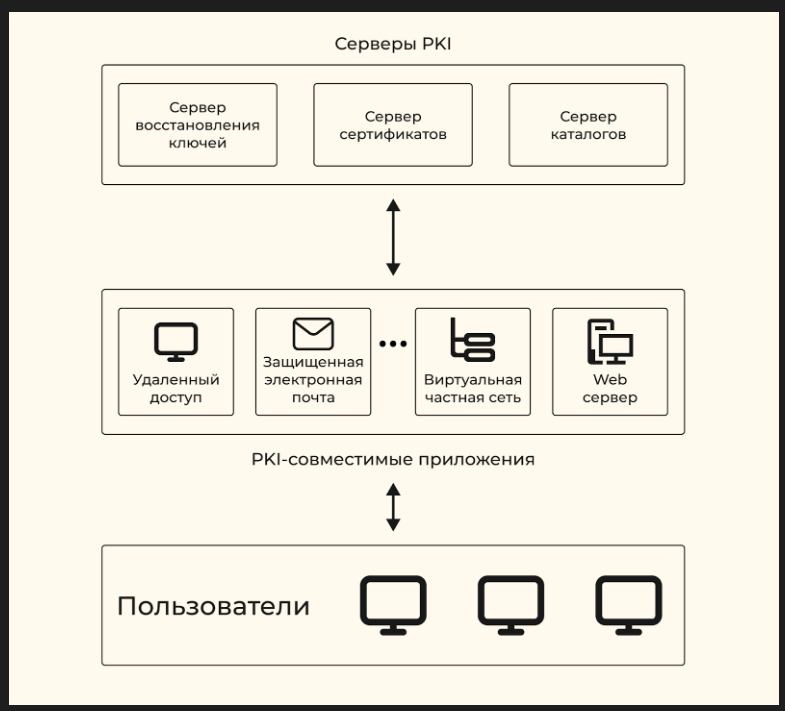 Серверы PKI
Сервер
восстановления
ключей
Сервер
сертификатов
Сервер
каталогов
Удаленный
доступ
Защищенная
электронная
почта
Виртуальная
частная сеть
Web
сервер
PKI-совместимые приложения
Пользователи